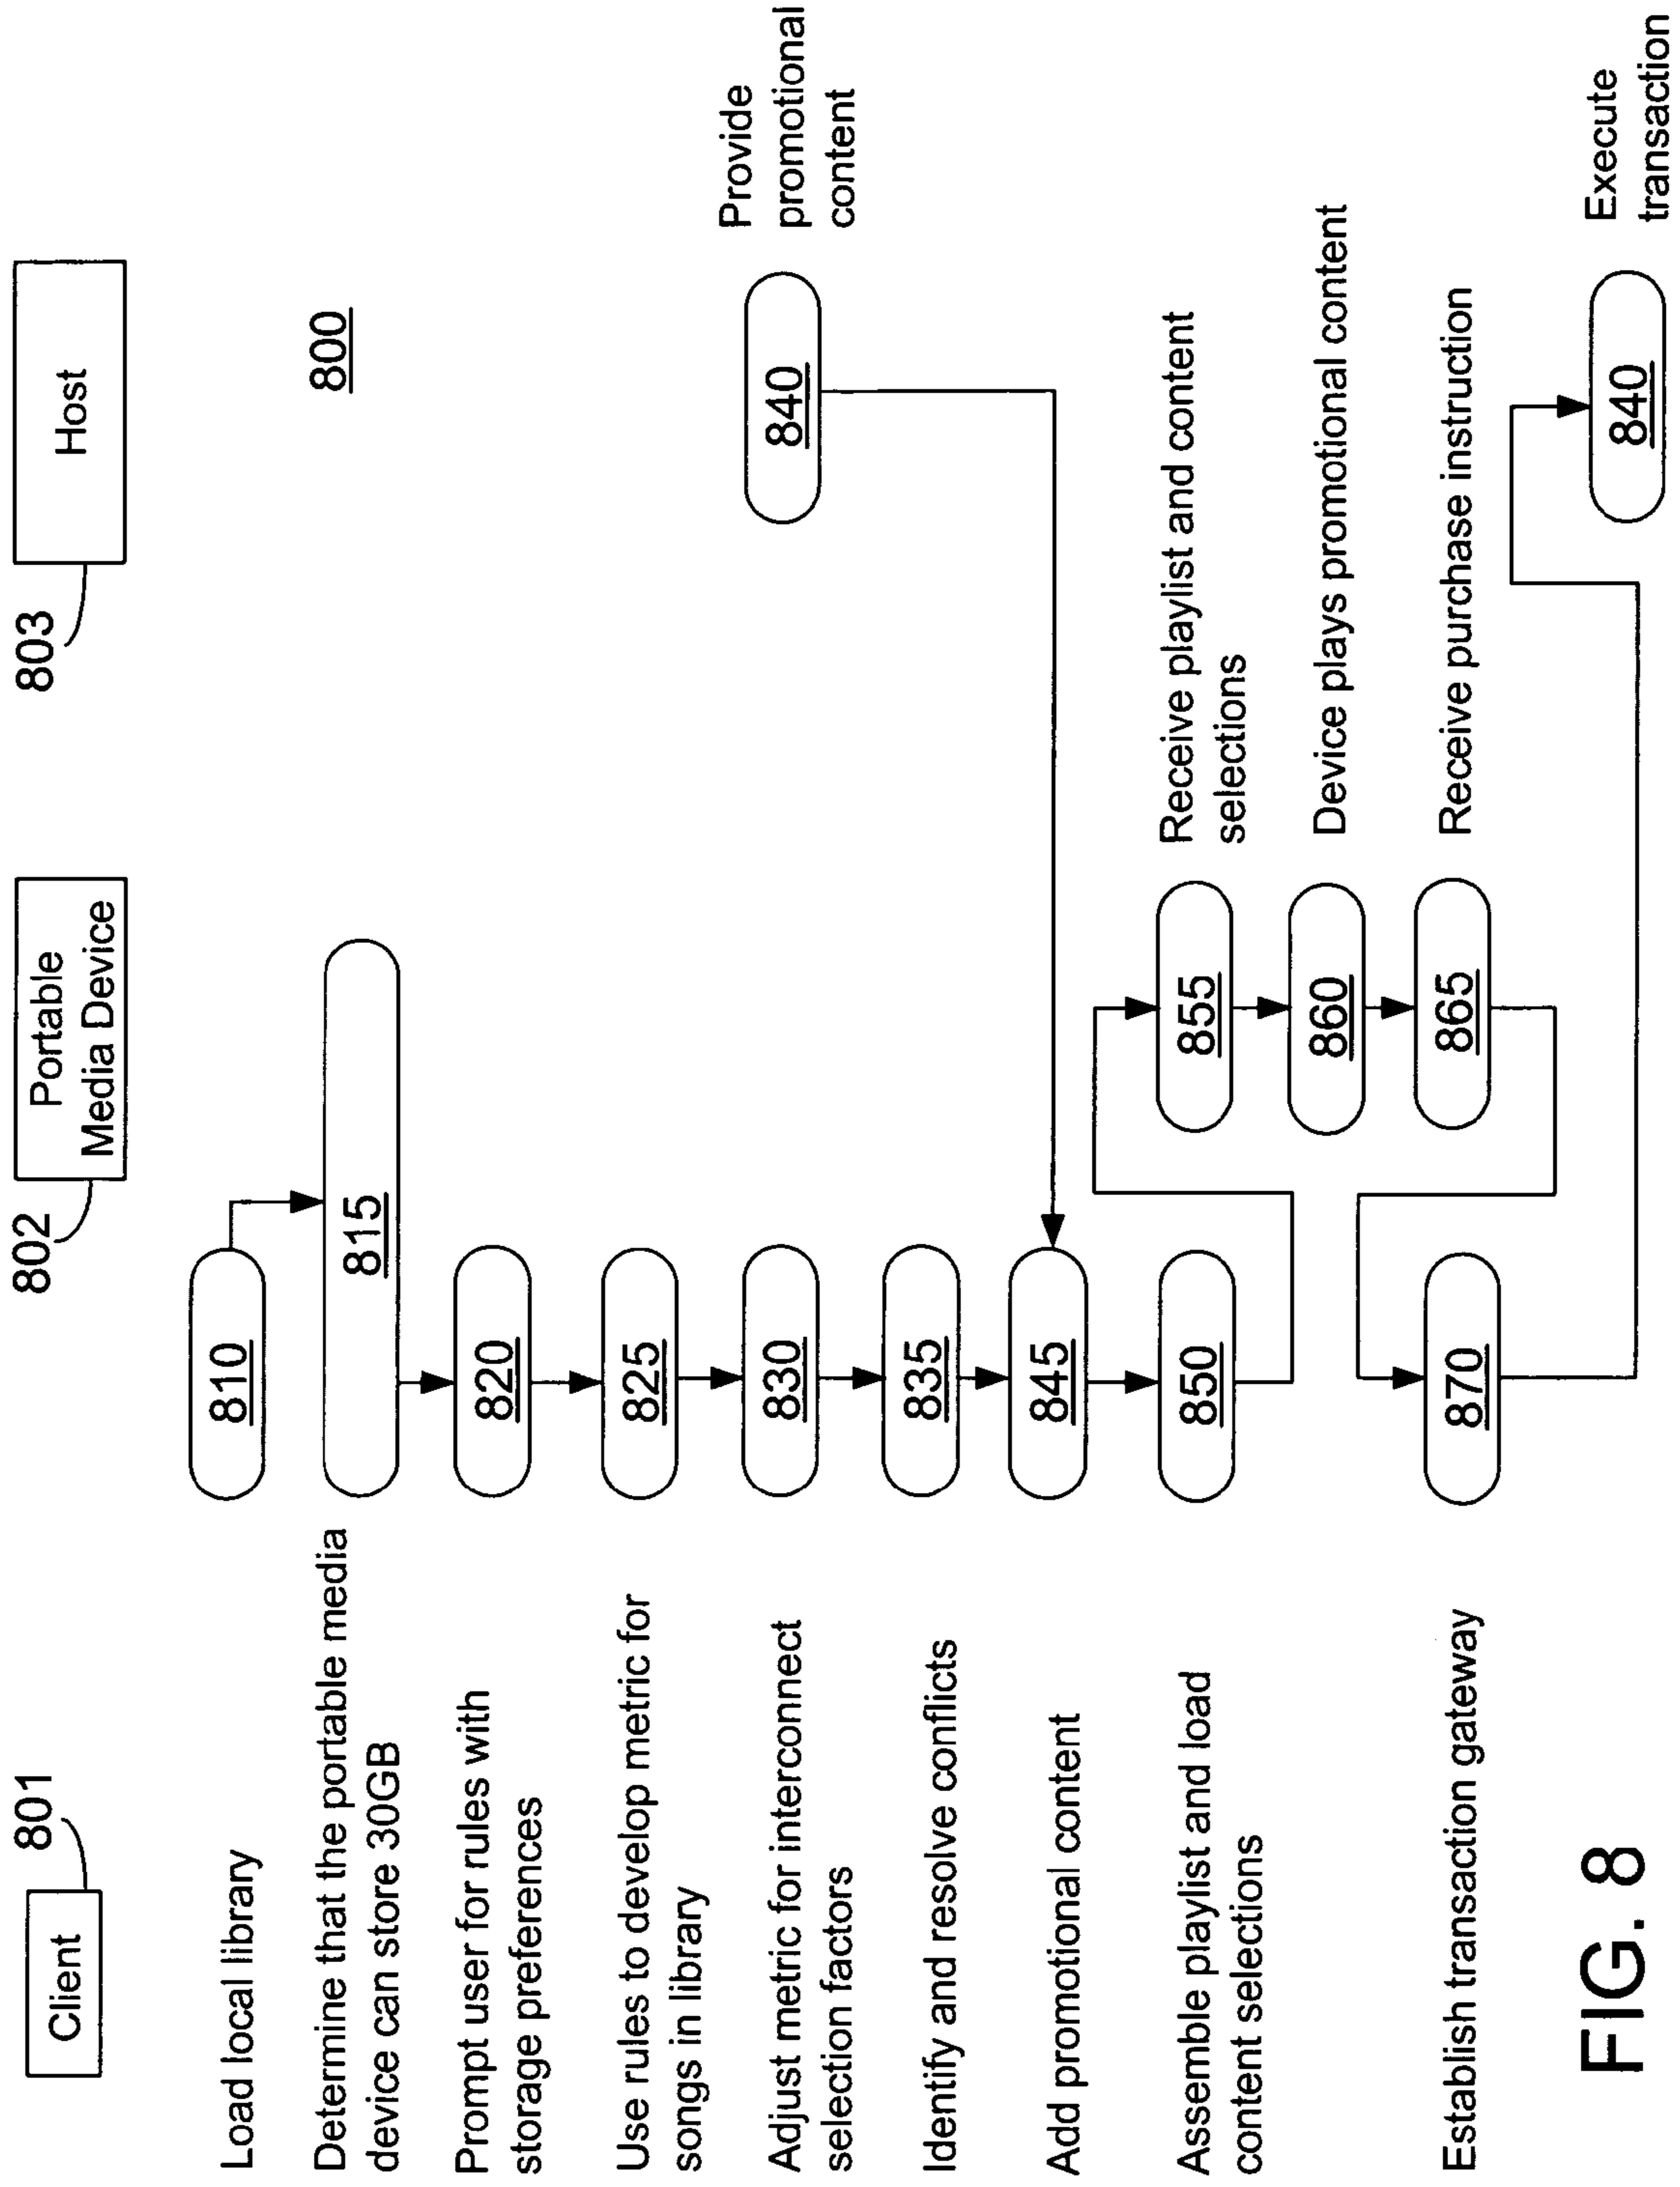 801
Client
802
Portable
Media Device
803
Host
800
Load local library
810
Determine that the portable media
device can store 30GB
815
Prompt user for rules with
storage preferences
820
Use rules to develop metric for
songs in library
825
Adjust metric for interconnect
selection factors
830
840
Provide
promotional
content
Identify and resolve conflicts
835
Add promotional content
845
Assemble playlist and load
content selections
850
855
Receive playlist and content
selections
860
Device plays promotional content
865
Receive purchase instruction
Establish transaction gateway
870
840
Execute
transaction
FIG. 8